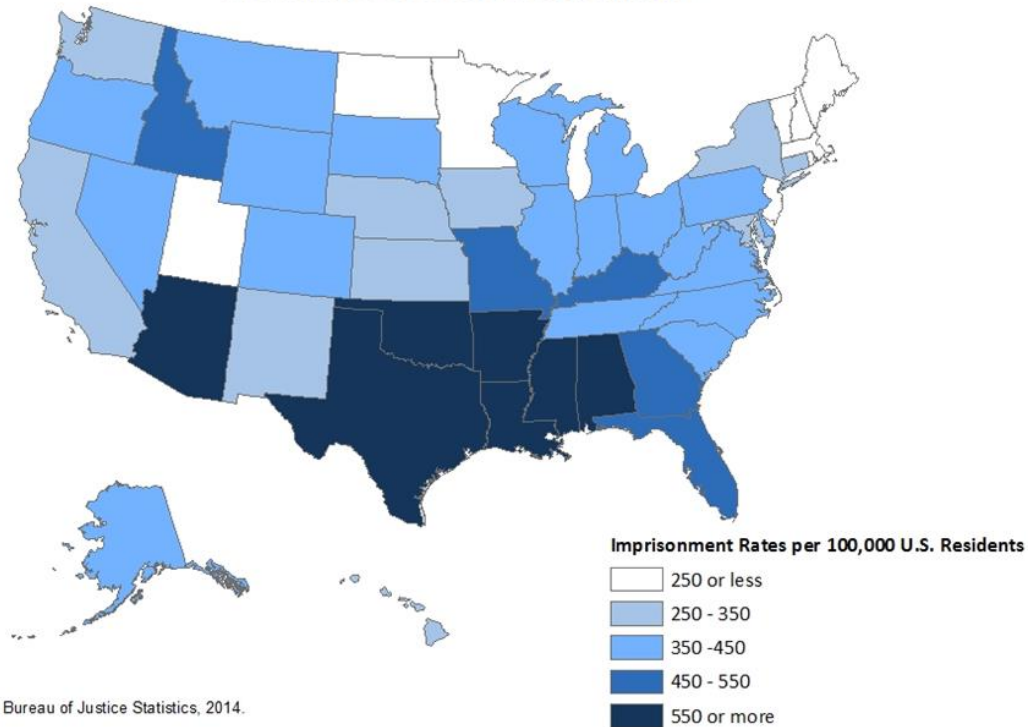 Imprisonment Rates per 100,000 U.S. Residents
250 or less
250 - 350
350 -450
450 - 550
550 or more
Bureau of Justice Statistics, 2014.